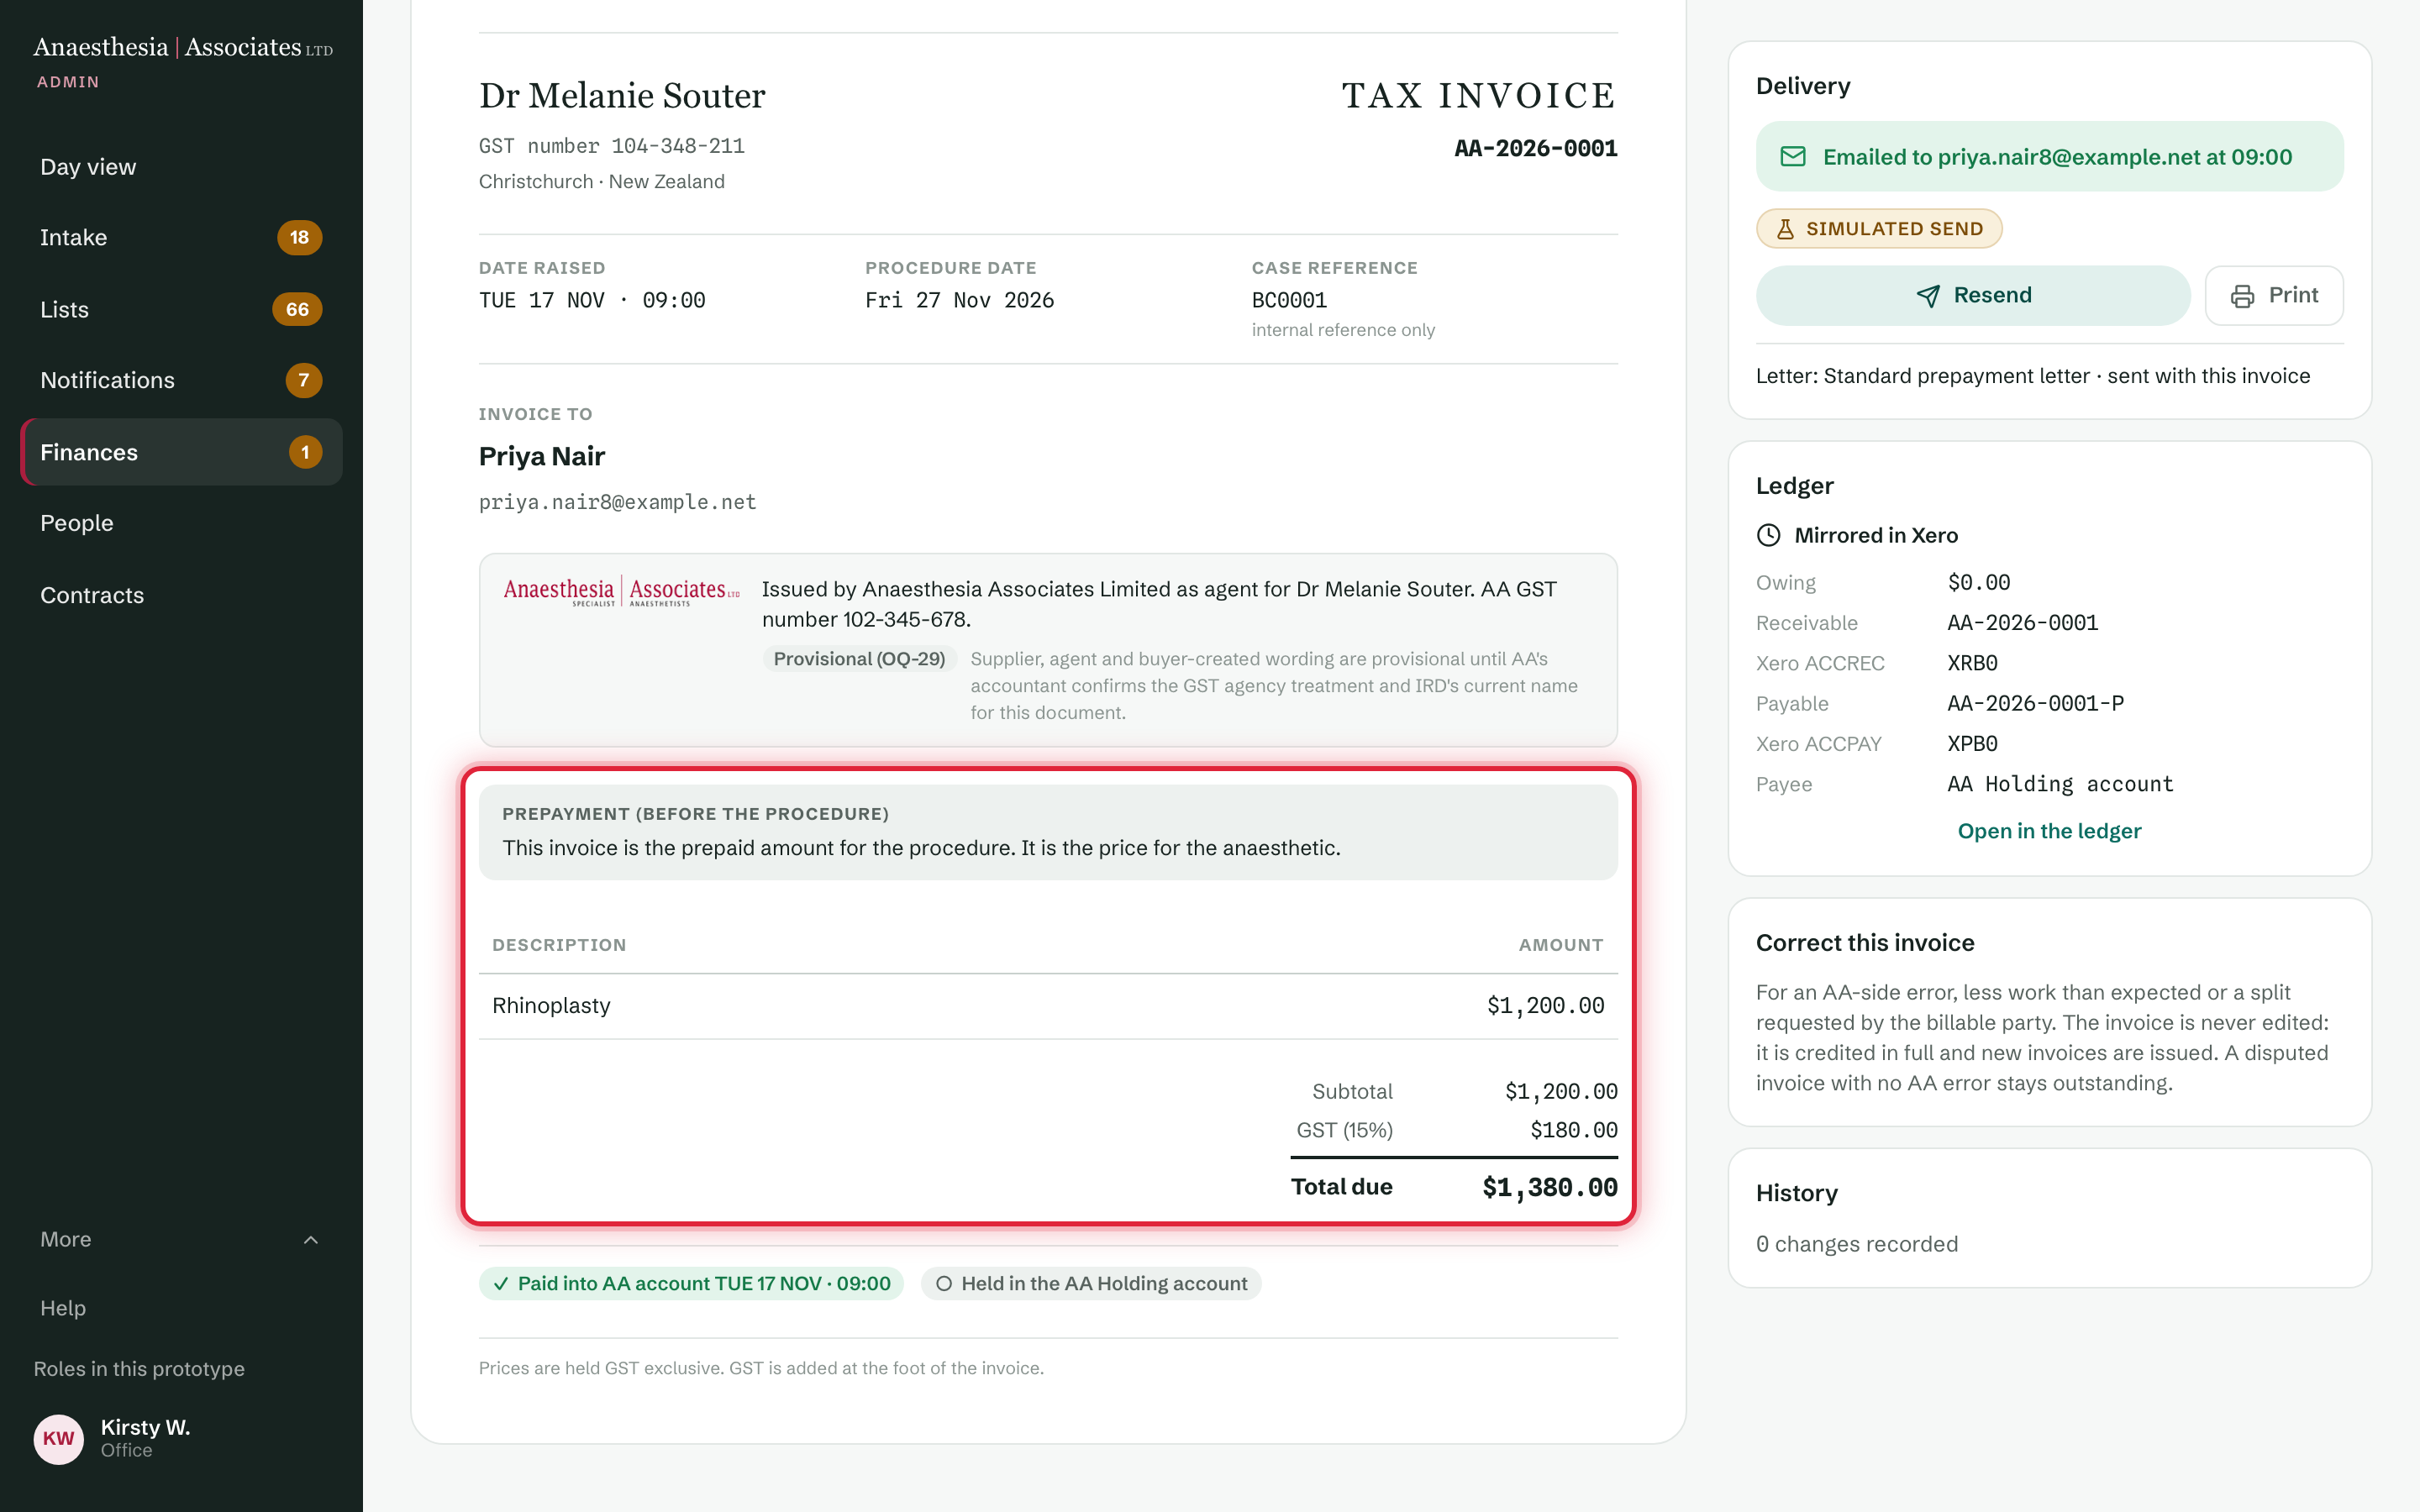 Anaesthesia | Associates LTD
ADMIN
Day view
Intake 18
Lists 66
Notifications 7
Finances 1
People
Contracts
More
Help
Roles in this prototype
KW
Kirsty W.
Office
Dr Melanie Souter
GST number 104-348-211
Christchurch · New Zealand
TAX INVOICE
AA-2026-0001
DATE RAISED
TUE 17 NOV · 09:00
PROCEDURE DATE
Fri 27 Nov 2026
CASE REFERENCE
BC0001
internal reference only
INVOICE TO
Priya Nair
priya.nair8@example.net
Anaesthesia | Associates LTD
SPECIALIST | ANAESTHETISTS
Issued by Anaesthesia Associates Limited as agent for Dr Melanie Souter. AA GST
number 102-345-678.
Provisional (OQ-29)
Supplier, agent and buyer-created wording are provisional until AA's
accountant confirms the GST agency treatment and IRD's current name
for this document.
PREPAYMENT (BEFORE THE PROCEDURE)
This invoice is the prepaid amount for the procedure. It is the price for the anaesthetic.
DESCRIPTION AMOUNT
Rhinoplasty $1,200.00
Subtotal $1,200.00
GST (15%) $180.00
Total due $1,380.00
Paid into AA account TUE 17 NOV · 09:00
Held in the AA Holding account
Prices are held GST exclusive. GST is added at the foot of the invoice.
Delivery
Emailed to priya.nair8@example.net at 09:00
SIMULATED SEND
Resend
Print
Letter: Standard prepayment letter · sent with this invoice
Ledger
Mirrored in Xero
Owing $0.00
Receivable AA-2026-0001
Xero ACCREC XRB0
Payable AA-2026-0001-P
Xero ACCPAY XPB0
Payee AA Holding account
Open in the ledger
Correct this invoice
For an AA-side error, less work than expected or a split
requested by the billable party. The invoice is never edited:
it is credited in full and new invoices are issued. A disputed
invoice with no AA error stays outstanding.
History
0 changes recorded